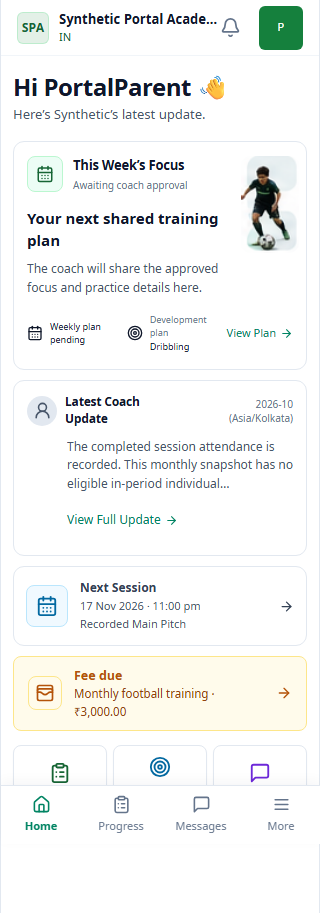 SPA
Synthetic Portal Acade...
IN
P
Hi PortalParent 👋
Here's Synthetic's latest update.
This Week's Focus
Awaiting coach approval
Your next shared training
plan
The coach will share the approved
focus and practice details here.
Weekly plan
pending
Development
plan
Dribbling
View Plan →
Latest Coach
Update
2026-10
(Asia/Kolkata)
The completed session attendance is
recorded. This monthly snapshot has no
eligible in-period individual...
View Full Update →
Next Session
17 Nov 2026 · 11:00 pm
Recorded Main Pitch
Fee due
Monthly football training ·
₹3,000.00
Home
Progress
Messages
More